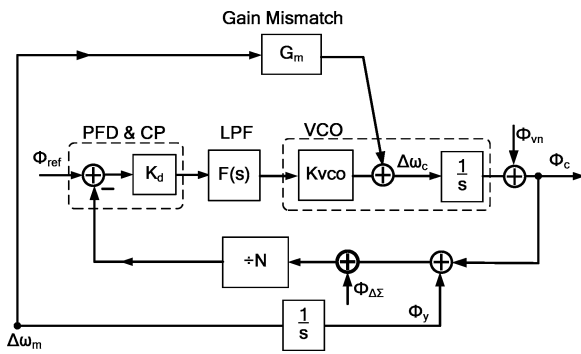 Gain Mismatch
G_m
PFD & CP
LPF
VCO
Φ_vn
Φ_ref
Φ_c
K_d
F(s)
Kvco
Δω_c
1/s
−
÷N
Φ_ΔΣ
Φ_y
1/s
Δω_m